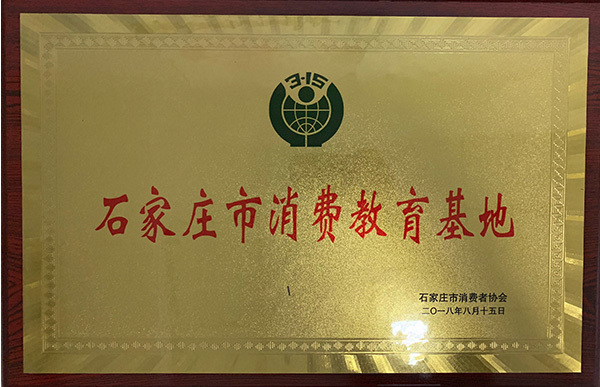 3·15
石家庄市消费教育基地
石家庄市消费者协会
二〇一八年八月十五日